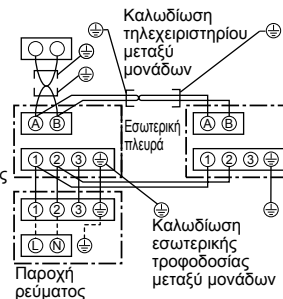 Καλωδίωση
τηλεχειριστηρίου
μεταξύ
μονάδων
A B
Εσωτερική
πλευρά
A B
1 2 3
1 2 3
ς
1 2 3
L N
Καλωδίωση
εσωτερικής
τροφοδοσίας
μεταξύ μονάδων
Παροχή
ρεύματος